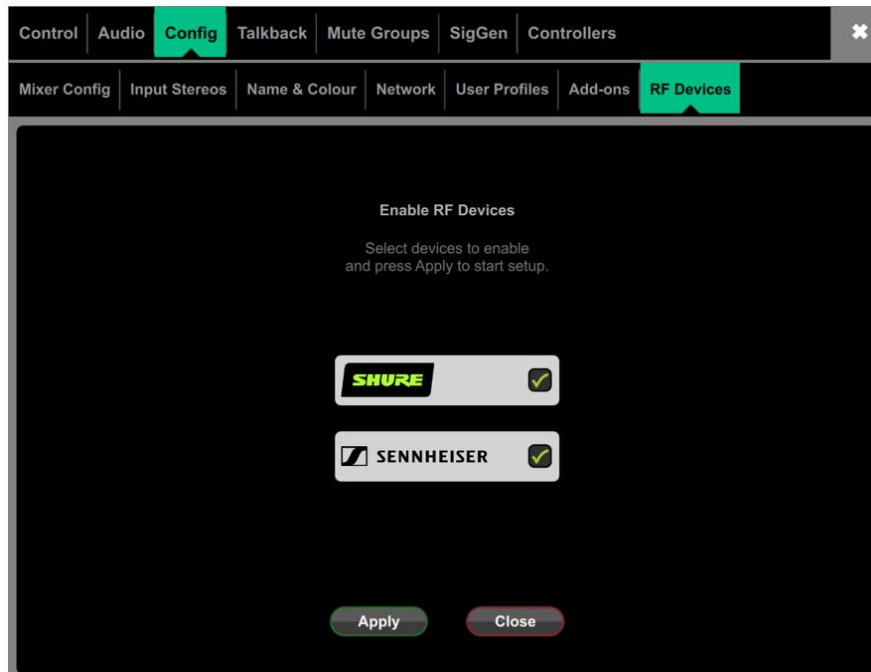 Control Audio Config Talkback Mute Groups SigGen Controllers
Mixer Config Input Stereos Name & Colour Network User Profiles Add-ons RF Devices
Enable RF Devices
Select devices to enable
and press Apply to start setup.
SHURE
SENNHEISER
Apply Close